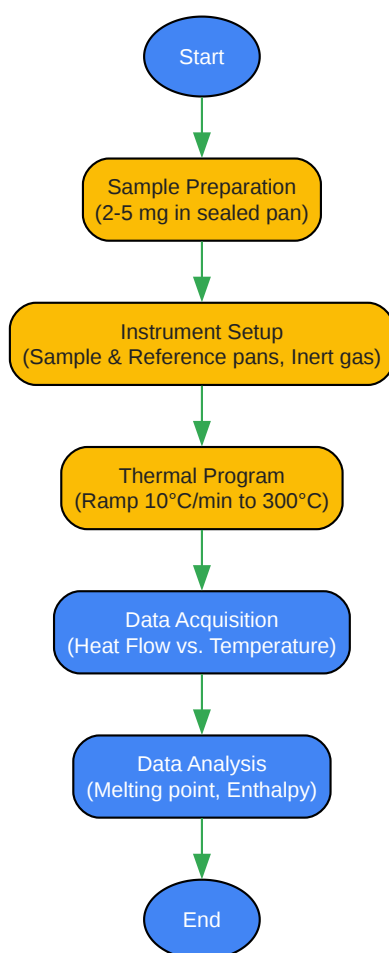 Start
Sample Preparation
(2-5 mg in sealed pan)
Instrument Setup
(Sample & Reference pans, Inert gas)
Thermal Program
(Ramp 10°C/min to 300°C)
Data Acquisition
(Heat Flow vs. Temperature)
Data Analysis
(Melting point, Enthalpy)
End